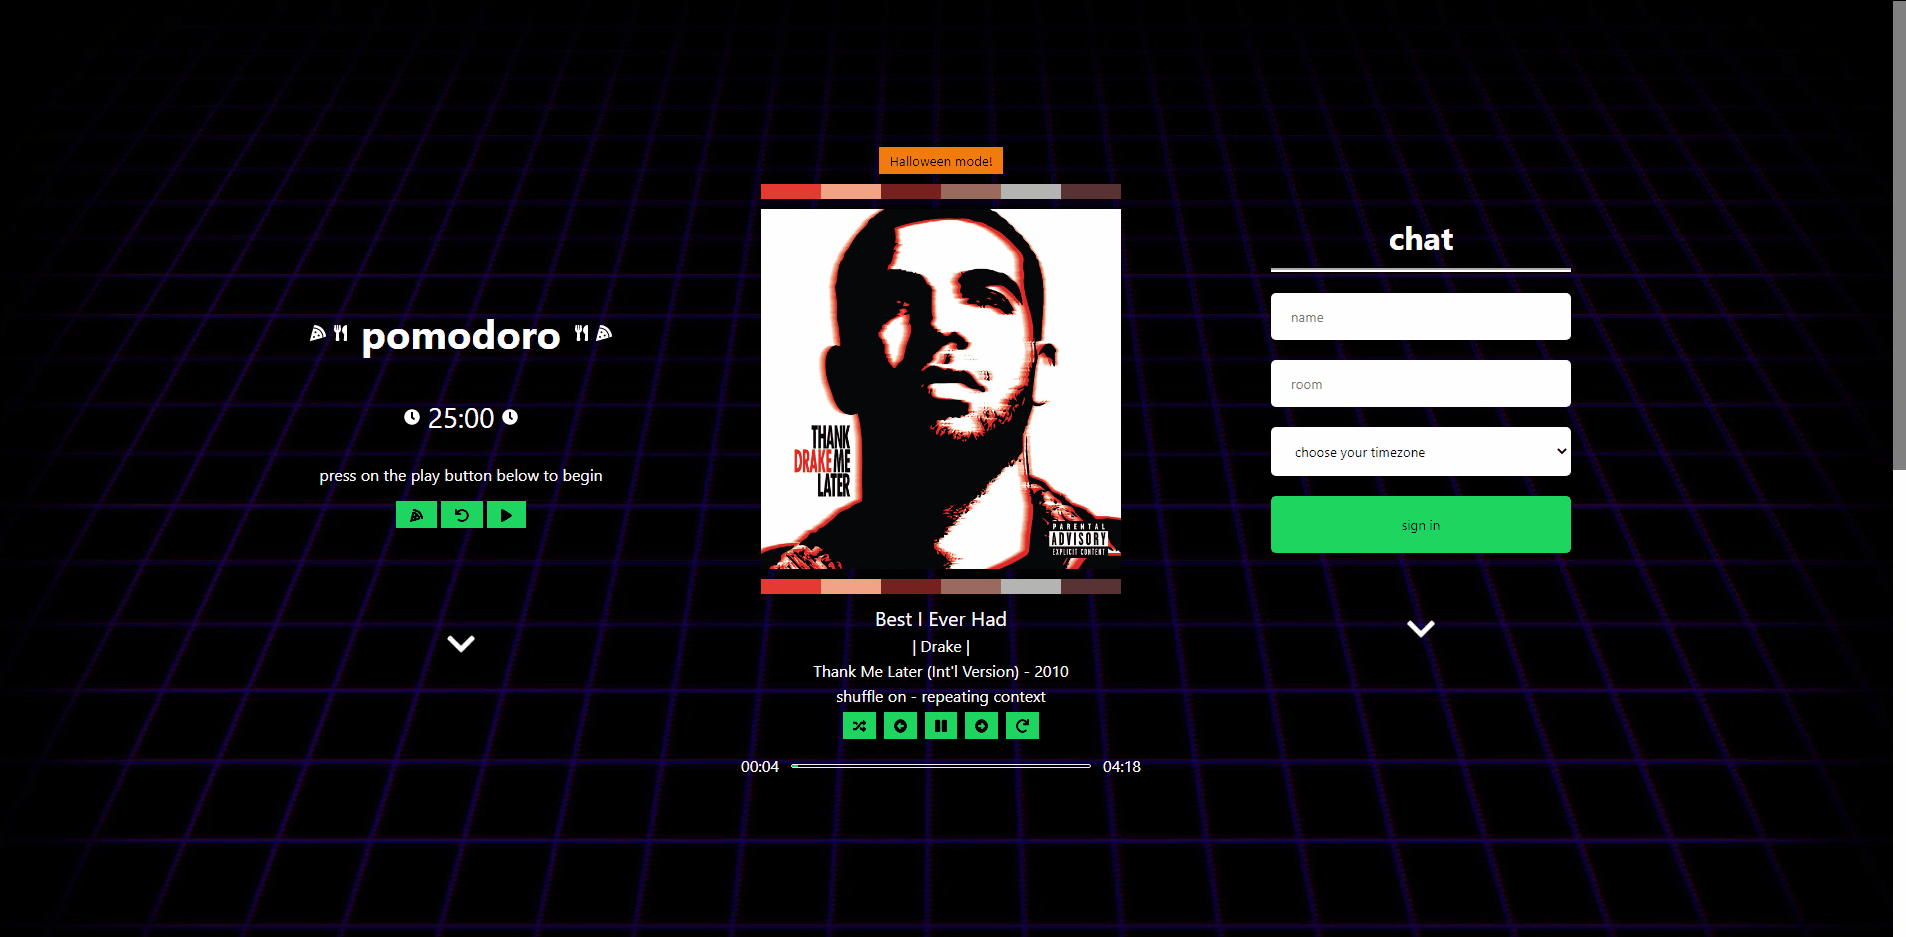 pomodoro
25:00
press on the play button below to begin
Halloween mode!
THANK
DRAKE ME
LATER
PARENTAL
ADVISORY
EXPLICIT CONTENT
Best I Ever Had
| Drake |
Thank Me Later (Int'l Version) - 2010
shuffle on - repeating context
00:04 04:18
chat
name
room
choose your timezone
sign in